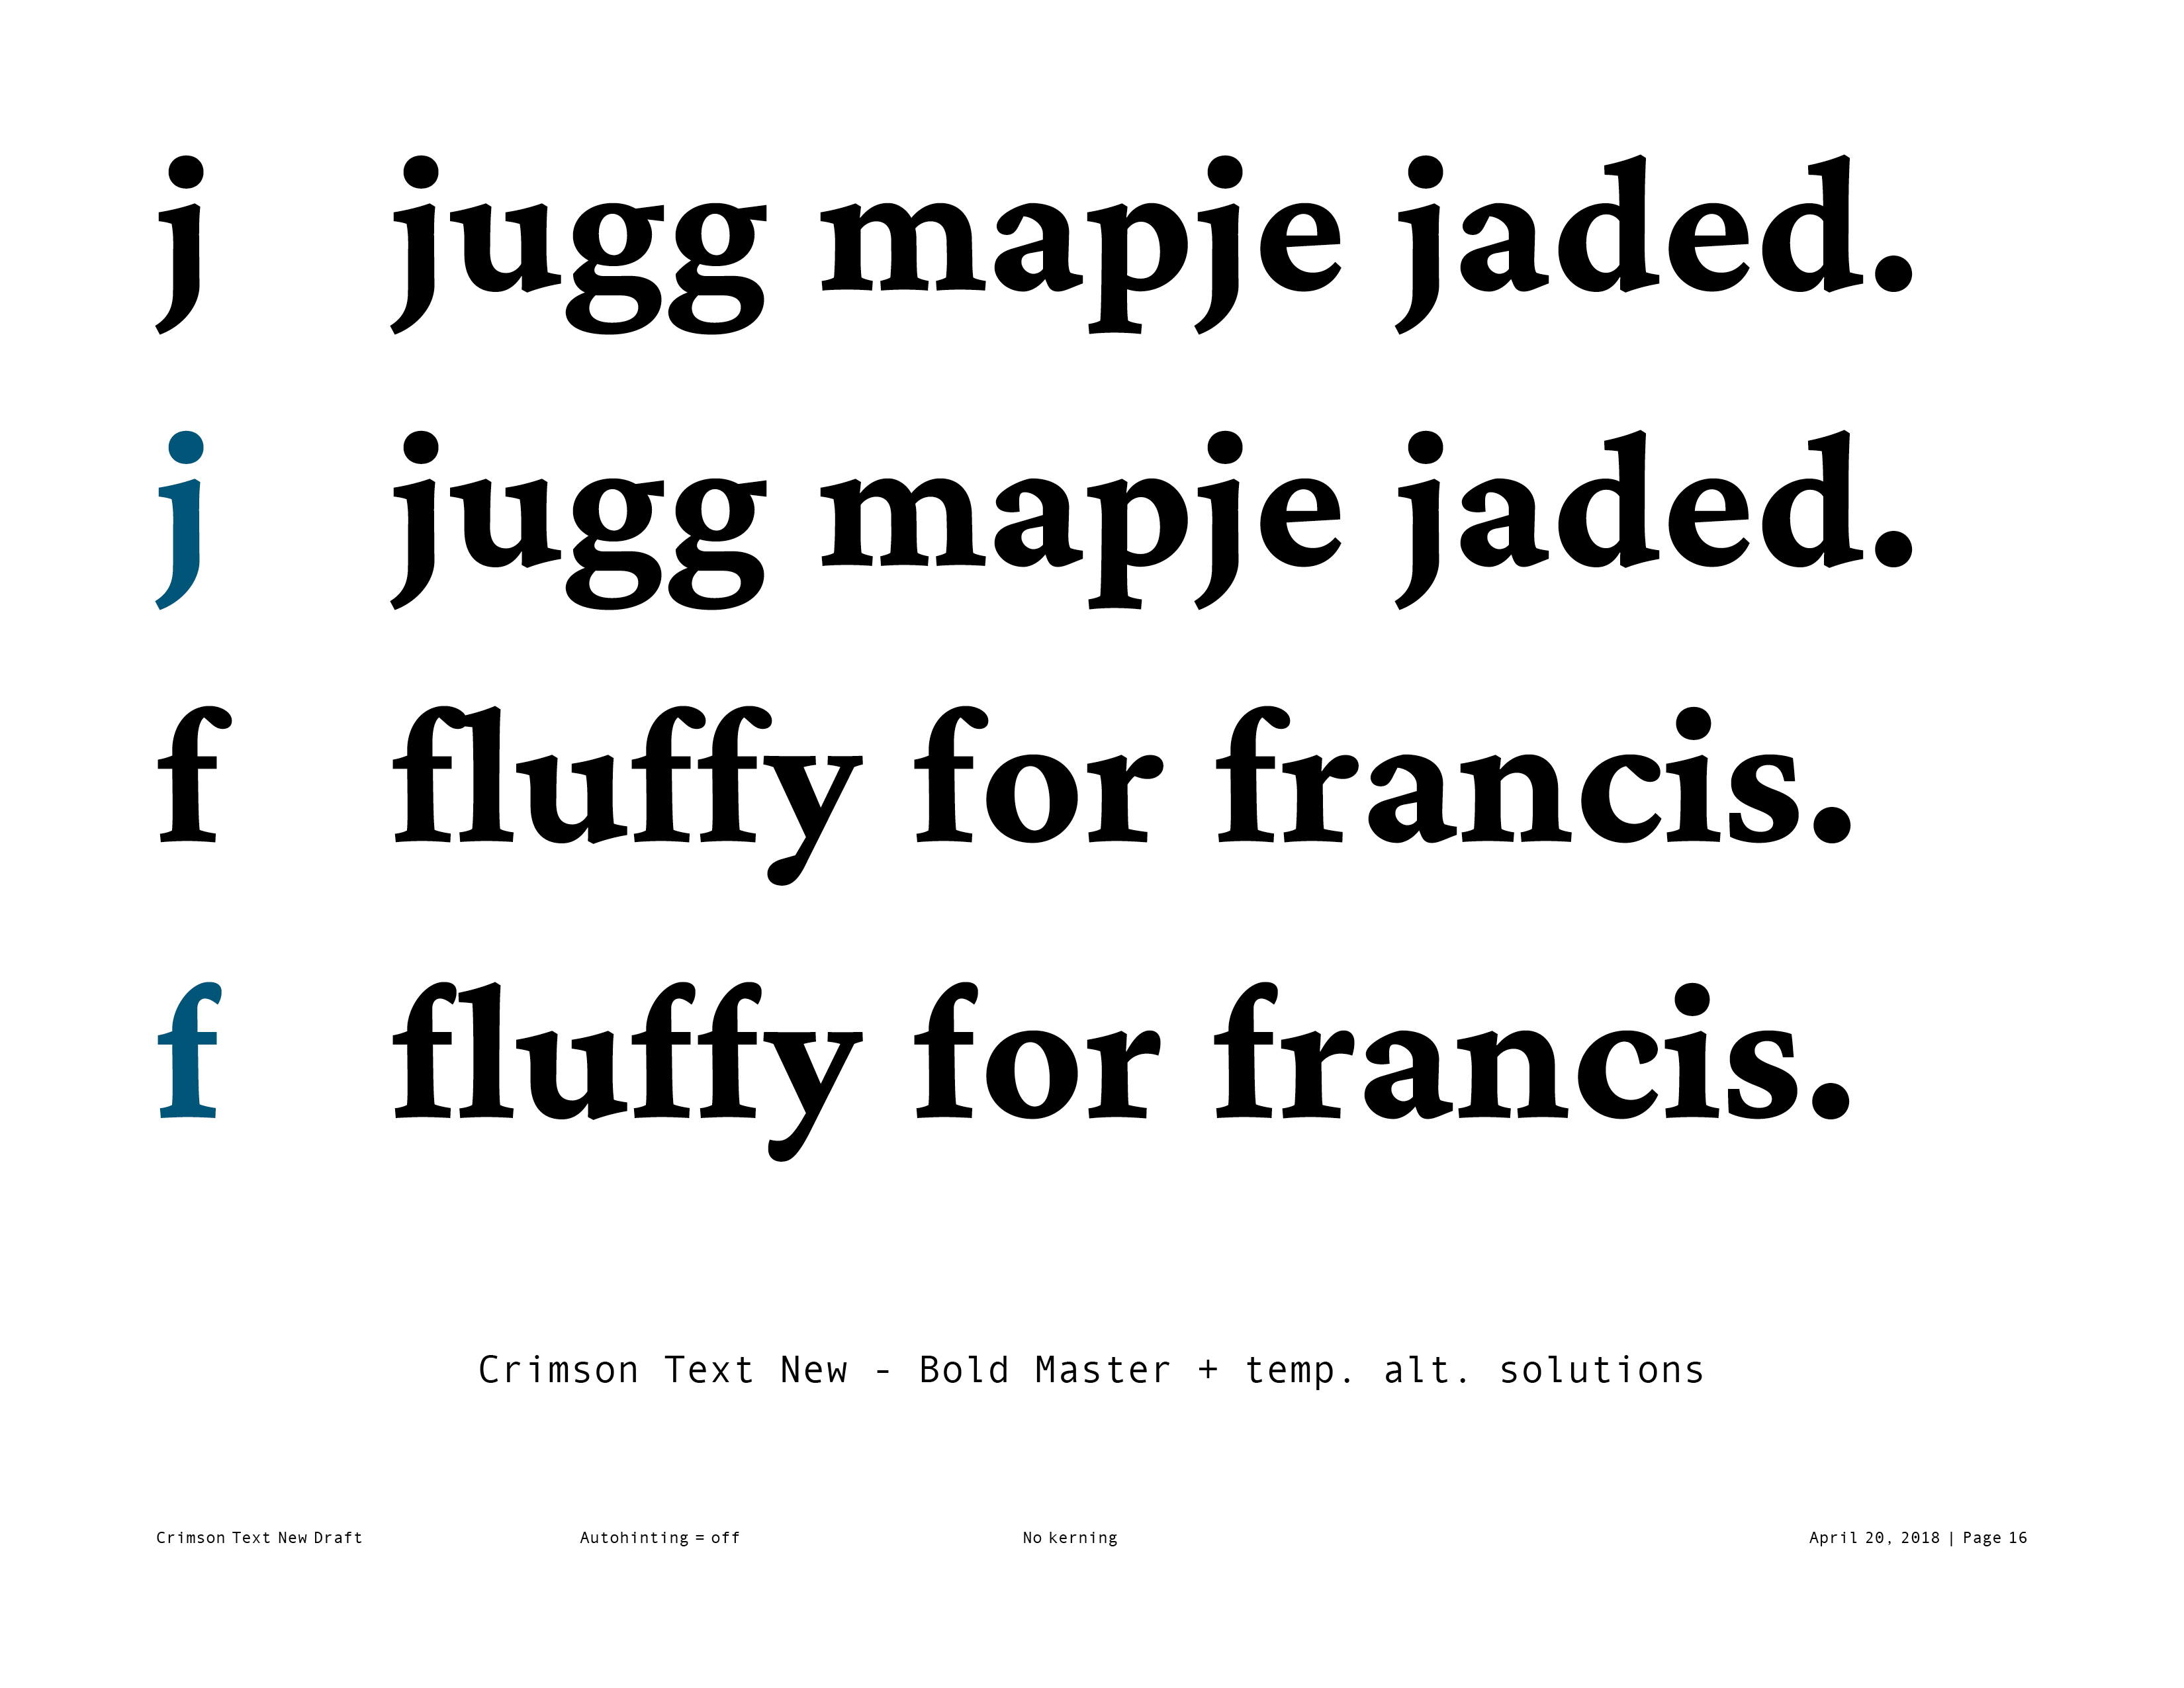 j jugg mapje jaded.
j jugg mapje jaded.
f fluffy for francis.
f fluffy for francis.
Crimson Text New - Bold Master + temp. alt. solutions
Crimson Text New Draft Autohinting = off No kerning April 20, 2018 | Page 16